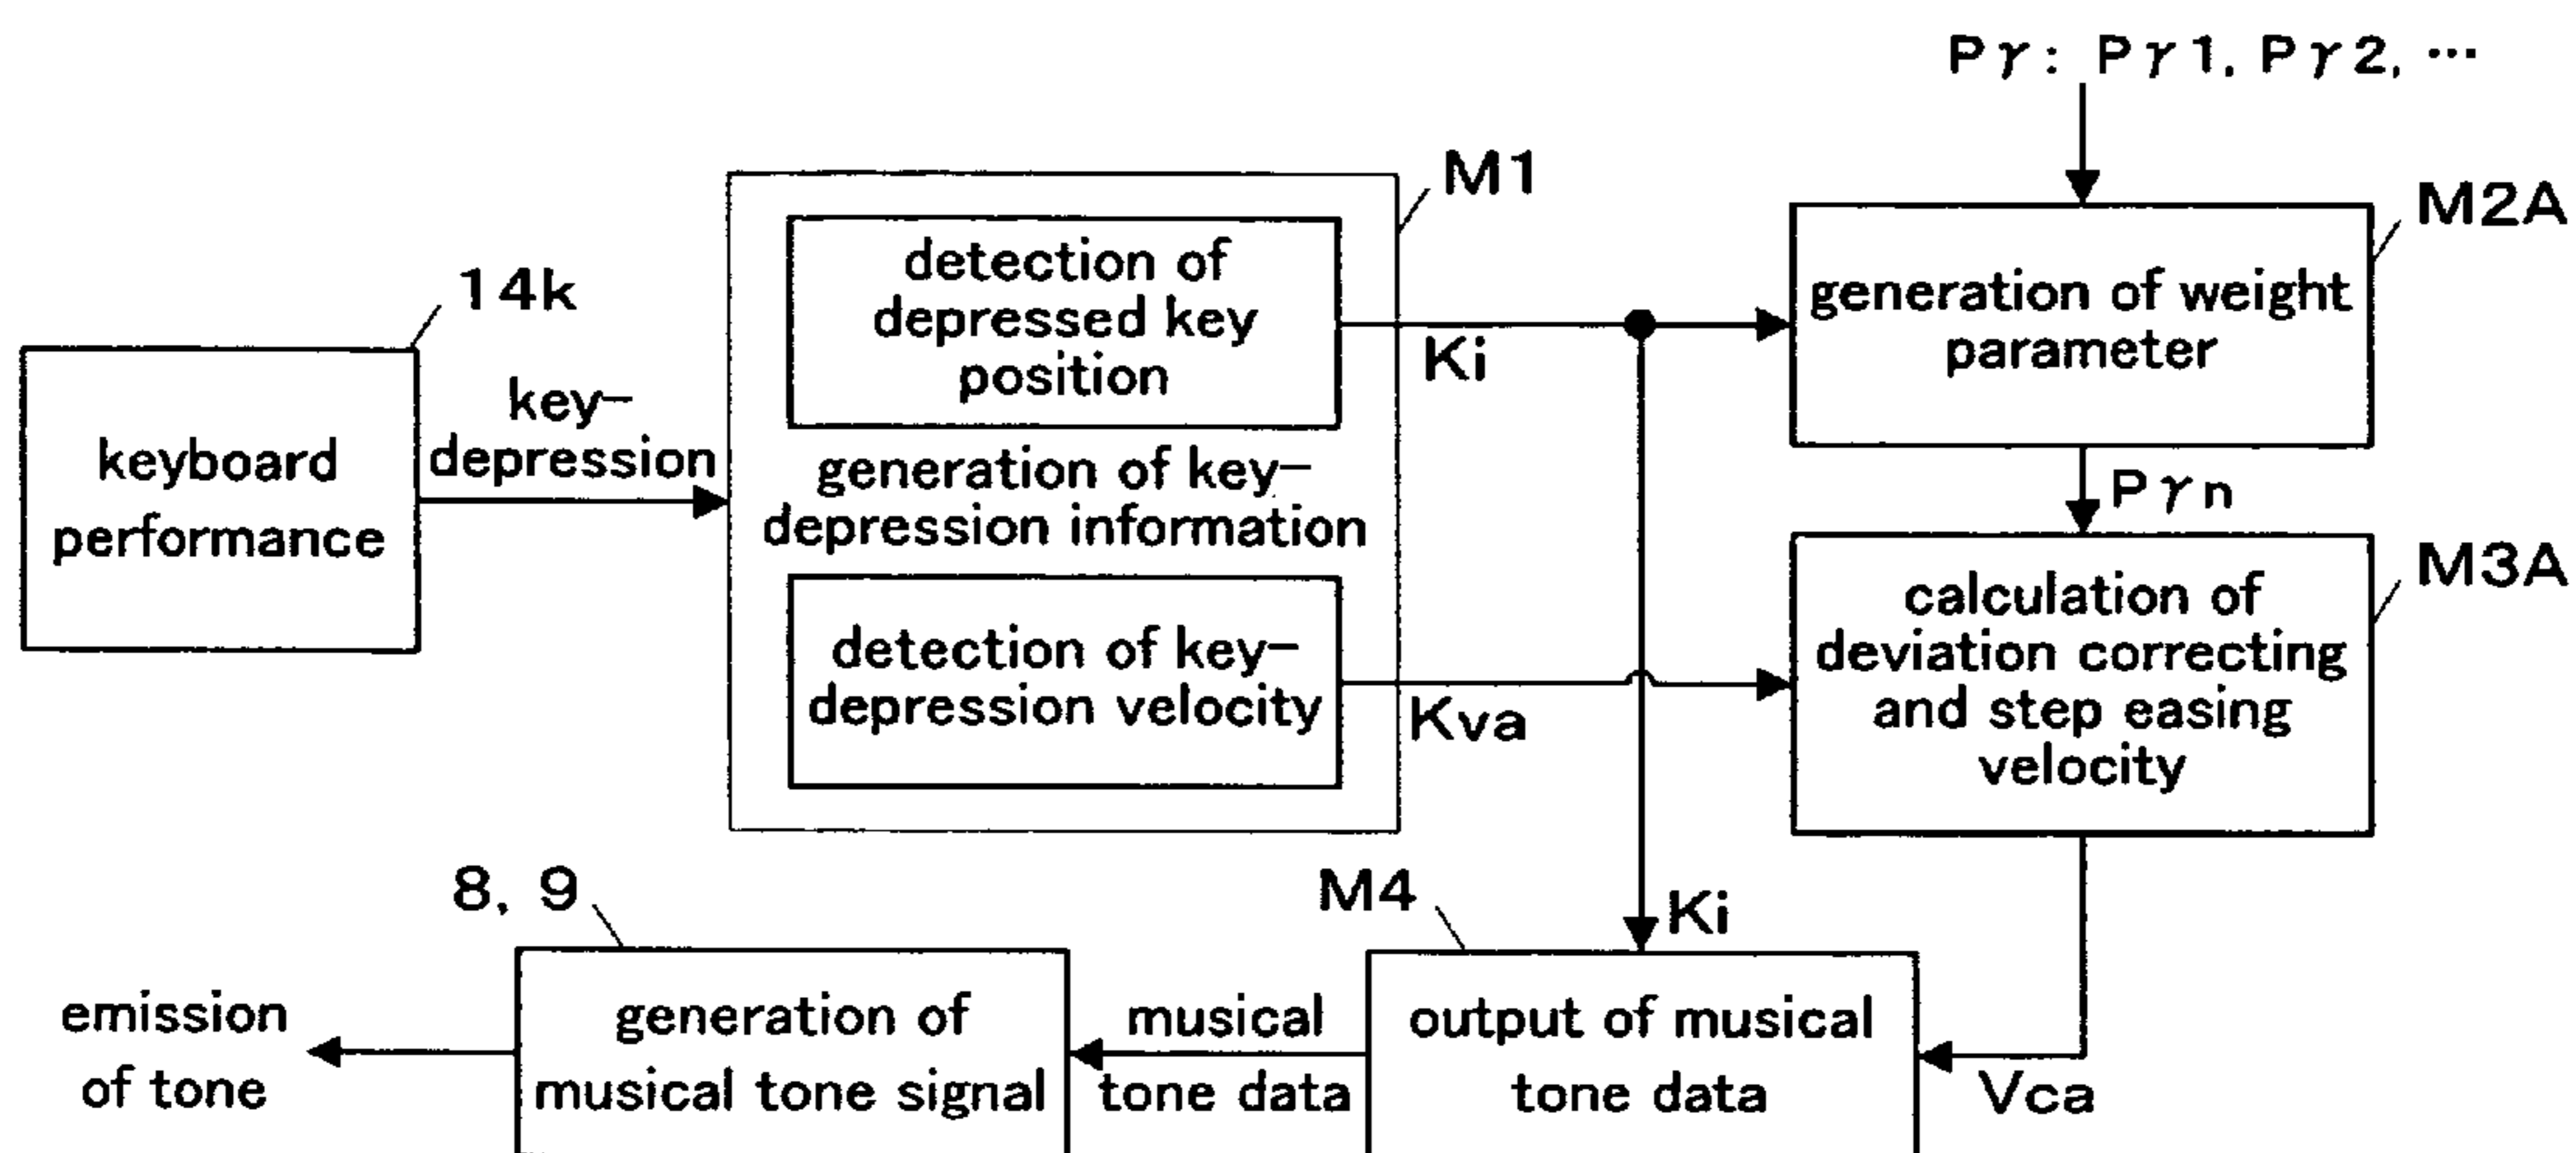 Pγ: Pγ1, Pγ2, ⋯
M1
M2A
detection of
depressed key
position
generation of weight
parameter
14k
Ki
key-
depression
keyboard
performance
generation of key-
depression information
Pγn
M3A
detection of key-
depression velocity
calculation of
deviation correcting
and step easing
velocity
Kva
8, 9
M4
Ki
emission
of tone
generation of
musical tone signal
musical
tone data
output of musical
tone data
Vca